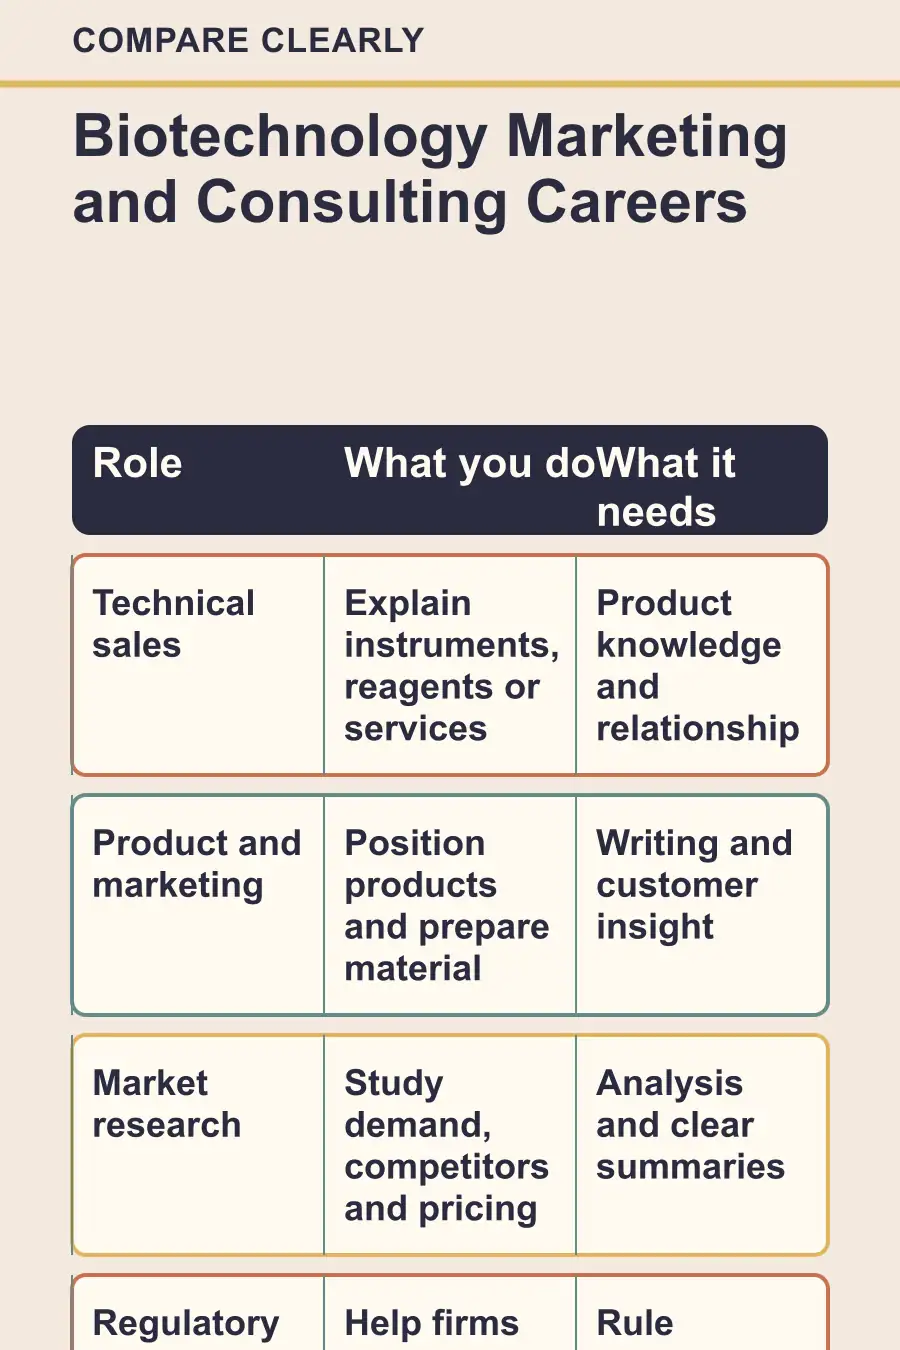 COMPARE CLEARLY
Biotechnology Marketing
and Consulting Careers
Role
What you do
What it
needs
Technical
sales
Explain
instruments,
reagents or
services
Product
knowledge
and
relationship
Product and
marketing
Position
products
and prepare
material
Writing and
customer
insight
Market
research
Study
demand,
competitors
and pricing
Analysis
and clear
summaries
Regulatory
Help firms
Rule